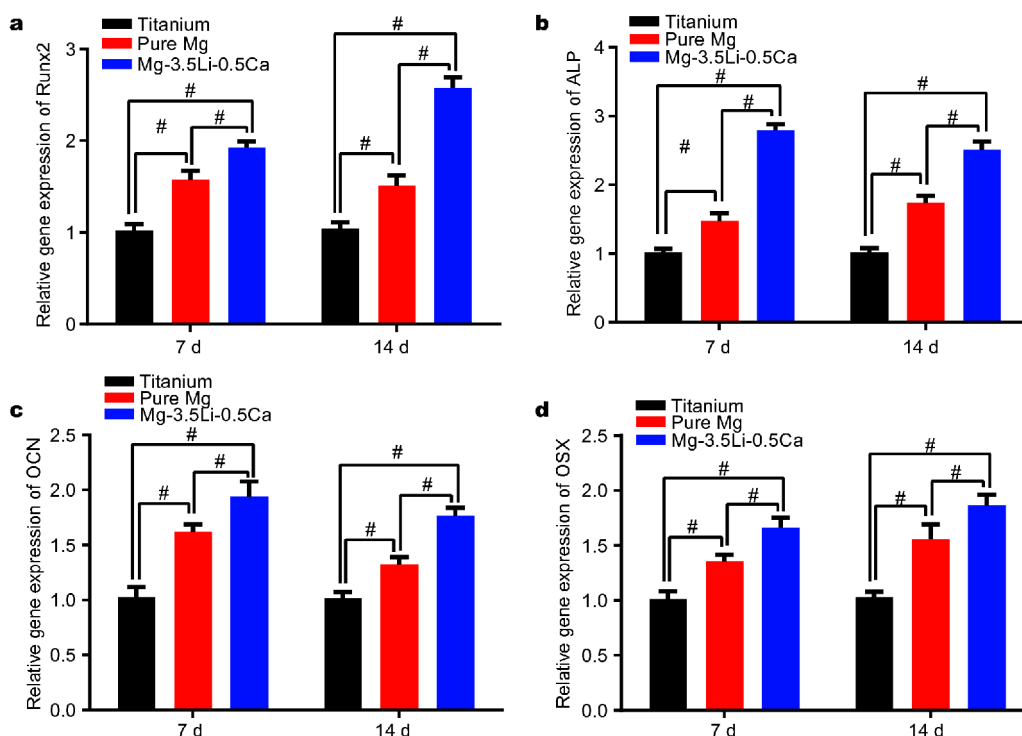 a
Titanium
Pure Mg
Mg-3.5Li-0.5Ca
Relative gene expression of Runx2
3
2
1
0
# # # # # #
7 d 14 d
b
Titanium
Pure Mg
Mg-3.5Li-0.5Ca
Relative gene expression of ALP
4
3
2
1
0
# # # # # #
7 d 14 d
c
Titanium
Pure Mg
Mg-3.5Li-0.5Ca
Relative gene expression of OCN
2.5
2.0
1.5
1.0
0.5
0.0
# # # # # #
7 d 14 d
d
Titanium
Pure Mg
Mg-3.5Li-0.5Ca
Relative gene expression of OSX
2.5
2.0
1.5
1.0
0.5
0.0
# # # # # #
7 d 14 d